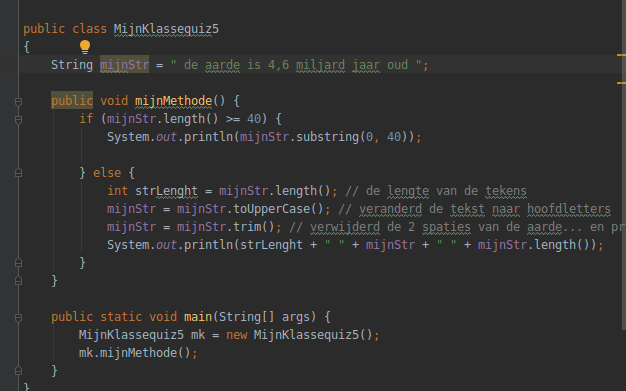 public class MijnKlassequiz5
{
String mijnStr = " de aarde is 4,6 miljard jaar oud ";
public void mijnMethode() {
if (mijnStr.length() >= 40) {
System.out.println(mijnStr.substring(0, 40));
} else {
int strLenght = mijnStr.length(); // de lengte van de tekens
mijnStr = mijnStr.toUpperCase(); // veranderd de tekst naar hoofdletters
mijnStr = mijnStr.trim(); // verwijderd de 2 spaties van de aarde... en pr
System.out.println(strLenght + " " + mijnStr + " " + mijnStr.length());
}
}
public static void main(String[] args) {
MijnKlassequiz5 mk = new MijnKlassequiz5();
mk.mijnMethode();
}
}